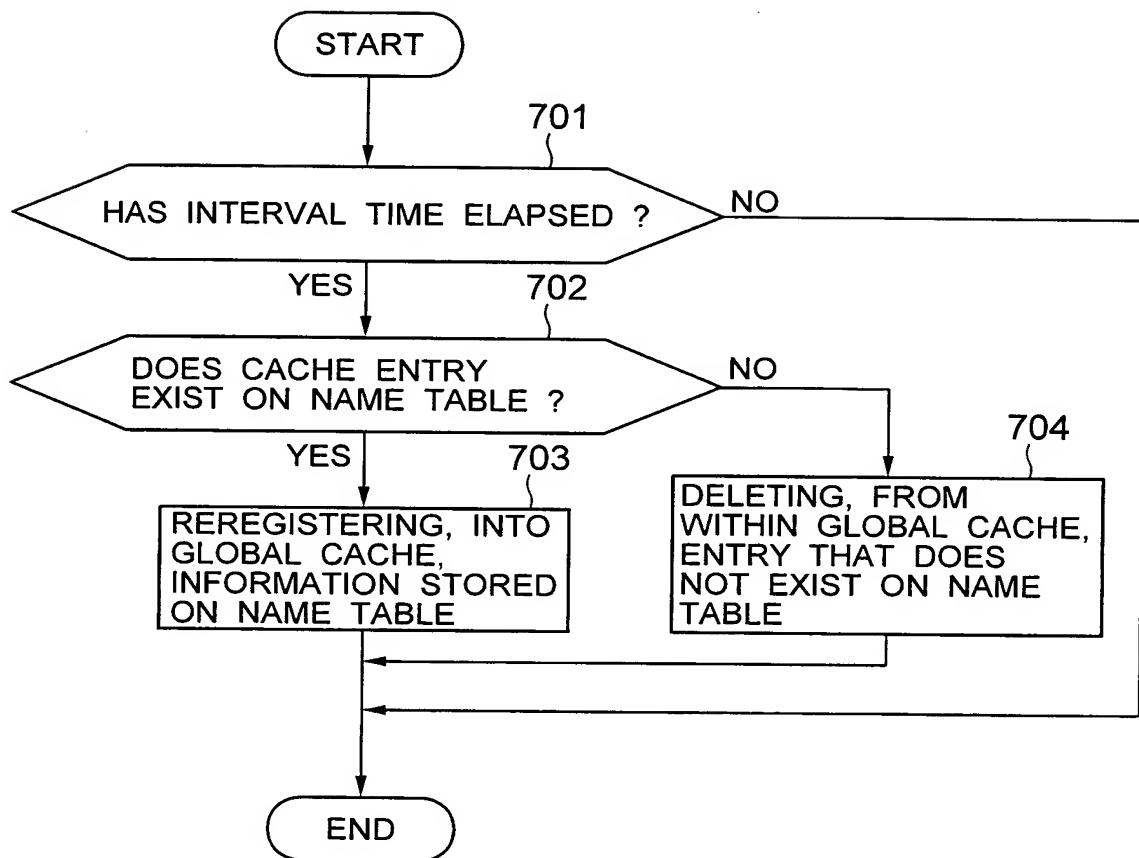 START
701
HAS INTERVAL TIME ELAPSED ?
NO
YES
702
DOES CACHE ENTRY
EXIST ON NAME TABLE ?
NO
YES
703
REREGISTERING, INTO
GLOBAL CACHE,
INFORMATION STORED
ON NAME TABLE
704
DELETING, FROM
WITHIN GLOBAL CACHE,
ENTRY THAT DOES
NOT EXIST ON NAME
TABLE
END